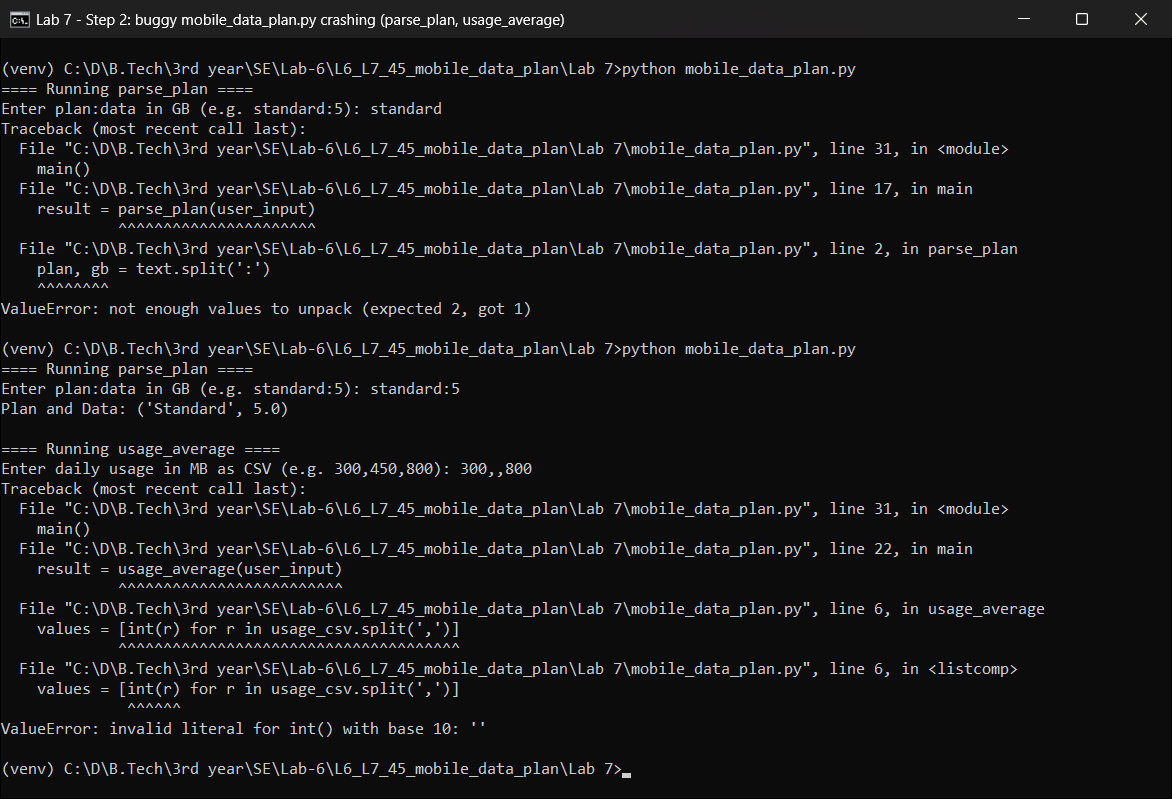 Lab 7 - Step 2: buggy mobile_data_plan.py crashing (parse_plan, usage_average)
(venv) C:\D\B.Tech\3rd year\SE\Lab-6\L6_L7_45_mobile_data_plan\Lab 7>python mobile_data_plan.py
==== Running parse_plan ====
Enter plan:data in GB (e.g. standard:5): standard
Traceback (most recent call last):
  File "C:\D\B.Tech\3rd year\SE\Lab-6\L6_L7_45_mobile_data_plan\Lab 7\mobile_data_plan.py", line 31, in <module>
    main()
  File "C:\D\B.Tech\3rd year\SE\Lab-6\L6_L7_45_mobile_data_plan\Lab 7\mobile_data_plan.py", line 17, in main
    result = parse_plan(user_input)
             ^^^^^^^^^^^^^^^^^^^^^^
  File "C:\D\B.Tech\3rd year\SE\Lab-6\L6_L7_45_mobile_data_plan\Lab 7\mobile_data_plan.py", line 2, in parse_plan
    plan, gb = text.split(':')
    ^^^^^^^^
ValueError: not enough values to unpack (expected 2, got 1)
(venv) C:\D\B.Tech\3rd year\SE\Lab-6\L6_L7_45_mobile_data_plan\Lab 7>python mobile_data_plan.py
==== Running parse_plan ====
Enter plan:data in GB (e.g. standard:5): standard:5
Plan and Data: ('Standard', 5.0)
==== Running usage_average ====
Enter daily usage in MB as CSV (e.g. 300,450,800): 300,,800
Traceback (most recent call last):
  File "C:\D\B.Tech\3rd year\SE\Lab-6\L6_L7_45_mobile_data_plan\Lab 7\mobile_data_plan.py", line 31, in <module>
    main()
  File "C:\D\B.Tech\3rd year\SE\Lab-6\L6_L7_45_mobile_data_plan\Lab 7\mobile_data_plan.py", line 22, in main
    result = usage_average(user_input)
             ^^^^^^^^^^^^^^^^^^^^^^^^^
  File "C:\D\B.Tech\3rd year\SE\Lab-6\L6_L7_45_mobile_data_plan\Lab 7\mobile_data_plan.py", line 6, in usage_average
    values = [int(r) for r in usage_csv.split(',')]
             ^^^^^^^^^^^^^^^^^^^^^^^^^^^^^^^^^^^^^^
  File "C:\D\B.Tech\3rd year\SE\Lab-6\L6_L7_45_mobile_data_plan\Lab 7\mobile_data_plan.py", line 6, in <listcomp>
    values = [int(r) for r in usage_csv.split(',')]
              ^^^^^^
ValueError: invalid literal for int() with base 10: ''
(venv) C:\D\B.Tech\3rd year\SE\Lab-6\L6_L7_45_mobile_data_plan\Lab 7>